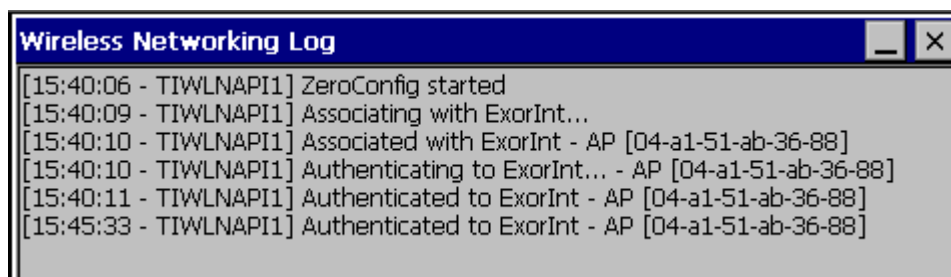 Wireless Networking Log
[15:40:06 - TIWLNAPI1] ZeroConfig started
[15:40:09 - TIWLNAPI1] Associating with ExorInt...
[15:40:10 - TIWLNAPI1] Associated with ExorInt - AP [04-a1-51-ab-36-88]
[15:40:10 - TIWLNAPI1] Authenticating to ExorInt... - AP [04-a1-51-ab-36-88]
[15:40:11 - TIWLNAPI1] Authenticated to ExorInt - AP [04-a1-51-ab-36-88]
[15:45:33 - TIWLNAPI1] Authenticated to ExorInt - AP [04-a1-51-ab-36-88]